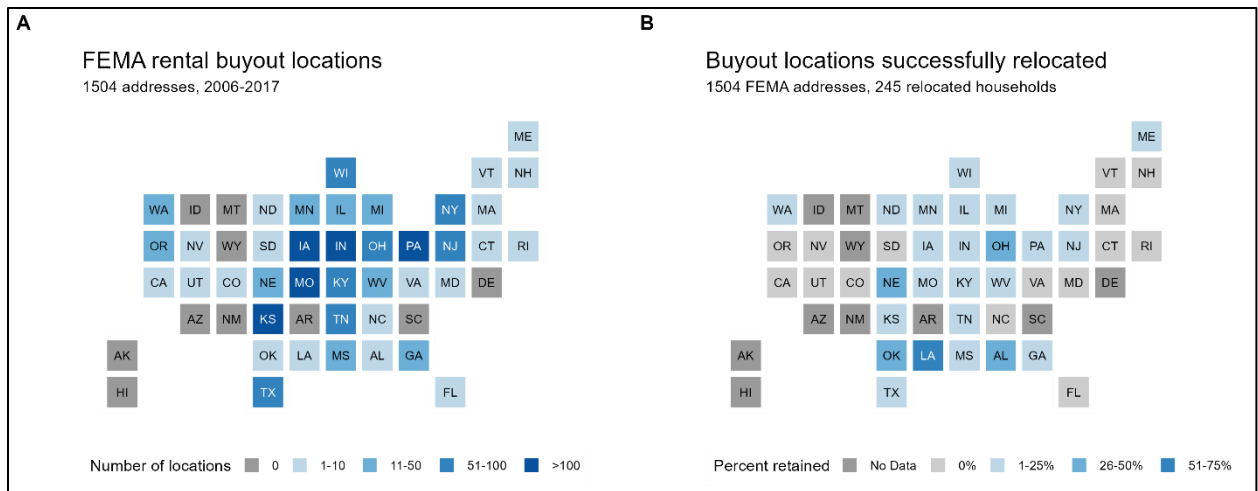 A
FEMA rental buyout locations
1504 addresses, 2006-2017
ME
WI VT NH
WA ID MT ND MN IL MI NY MA
OR NV WY SD IA IN OH PA NJ CT RI
CA UT CO NE MO KY WV VA MD DE
AZ NM KS AR TN NC SC
AK OK LA MS AL GA
HI TX FL
Number of locations 0 1-10 11-50 51-100 >100
B
Buyout locations successfully relocated
1504 FEMA addresses, 245 relocated households
ME
WI VT NH
WA ID MT ND MN IL MI NY MA
OR NV WY SD IA IN OH PA NJ CT RI
CA UT CO NE MO KY WV VA MD DE
AZ NM KS AR TN NC SC
AK OK LA MS AL GA
HI TX FL
Percent retained No Data 0% 1-25% 26-50% 51-75%